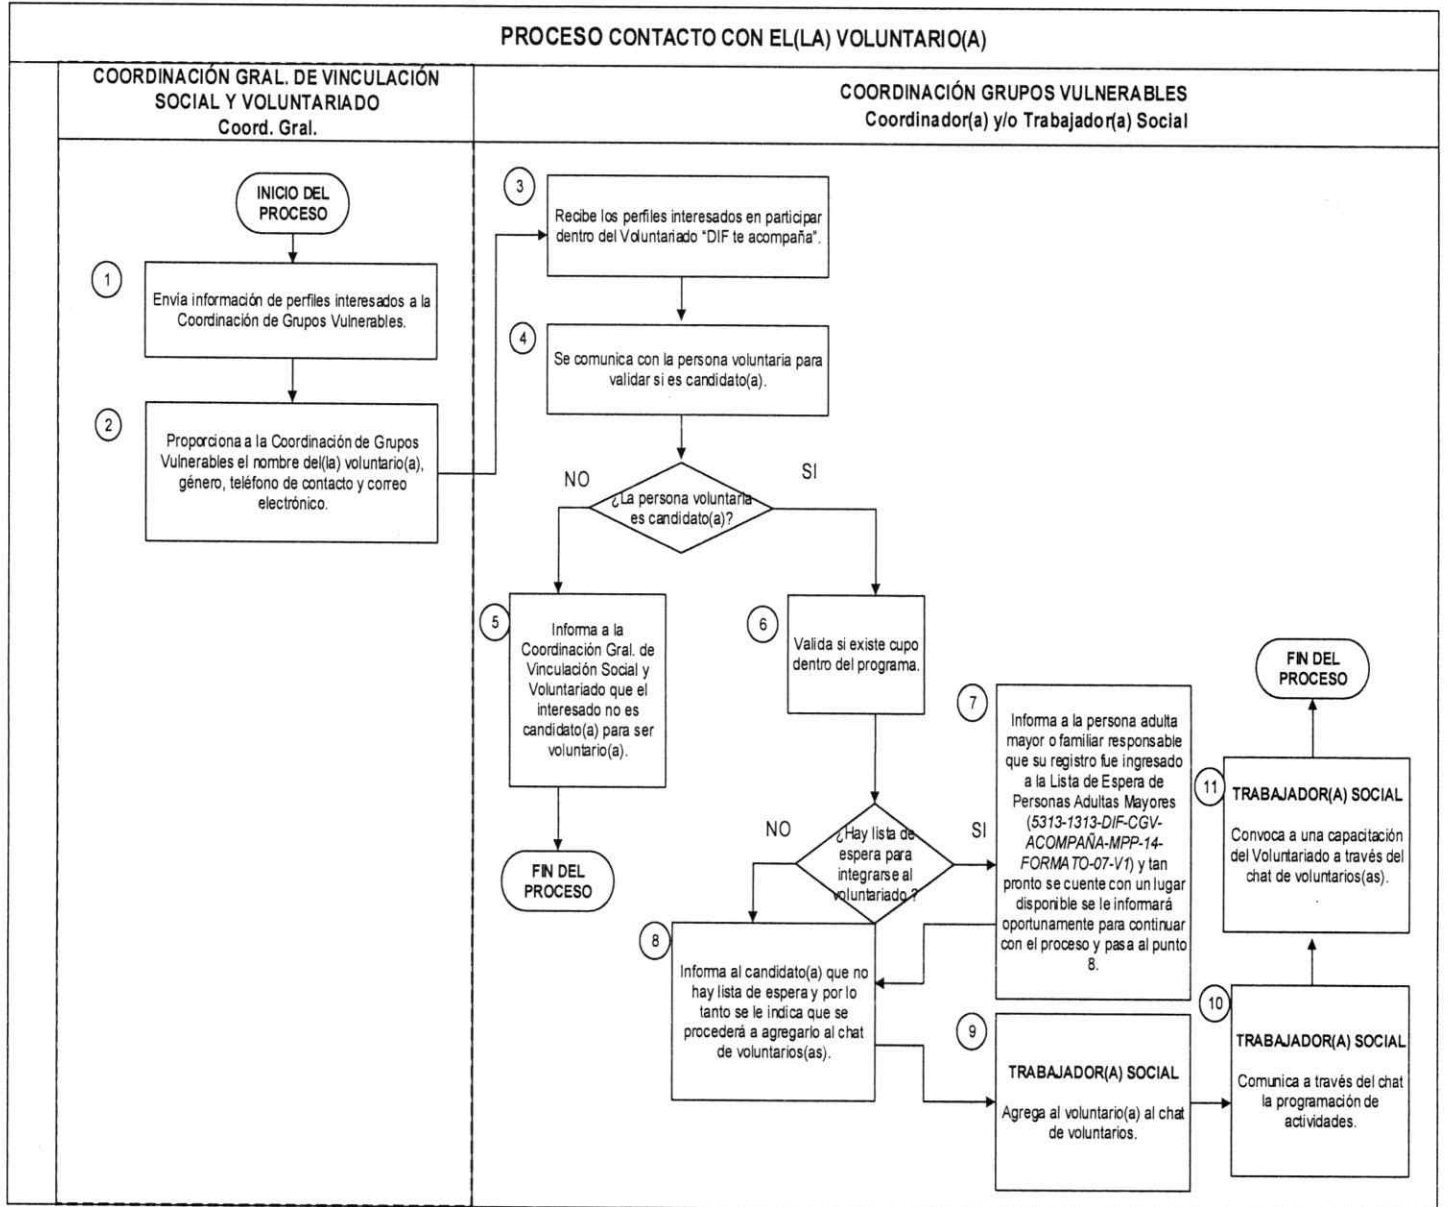 PROCESO CONTACTO CON EL(LA) VOLUNTARIO(A)
COORDINACIÓN GRAL. DE VINCULACIÓN
SOCIAL Y VOLUNTARIADO
Coord. Gral.
COORDINACIÓN GRUPOS VULNERABLES
Coordinador(a) y/o Trabajador(a) Social
INICIO DEL
PROCESO
1
Envía información de perfiles interesados a la
Coordinación de Grupos Vulnerables.
2
Proporciona a la Coordinación de Grupos
Vulnerables el nombre del(la) voluntario(a),
género, teléfono de contacto y correo
electrónico.
3
Recibe los perfiles interesados en participar
dentro del Voluntariado "DIF te acompaña".
4
Se comunica con la persona voluntaria para
validar si es candidato(a).
NO
SI
¿La persona voluntaria
es candidato(a)?
5
Informa a la
Coordinación Gral. de
Vinculación Social y
Voluntariado que el
interesado no es
candidato(a) para ser
voluntario(a).
FIN DEL
PROCESO
6
Valida si existe cupo
dentro del programa.
NO
SI
¿Hay lista de
espera para
integrarse al
voluntariado ?
7
Informa a la persona adulta
mayor o familiar responsable
que su registro fue ingresado
a la Lista de Espera de
Personas Adultas Mayores
(5313-1313-DIF-CGV-
ACOMPAÑA-MPP-14-
FORMATO-07-V1) y tan
pronto se cuente con un lugar
disponible se le informará
oportunamente para continuar
con el proceso y pasa al punto
8.
8
Informa al candidato(a) que no
hay lista de espera y por lo
tanto se le indica que se
procederá a agregarlo al chat
de voluntarios(as).
9
TRABAJADOR(A) SOCIAL
Agrega al voluntario(a) al chat
de voluntarios.
10
TRABAJADOR(A) SOCIAL
Comunica a través del chat
la programación de
actividades.
11
TRABAJADOR(A) SOCIAL
Convoca a una capacitación
del Voluntariado a través del
chat de voluntarios(as).
FIN DEL
PROCESO